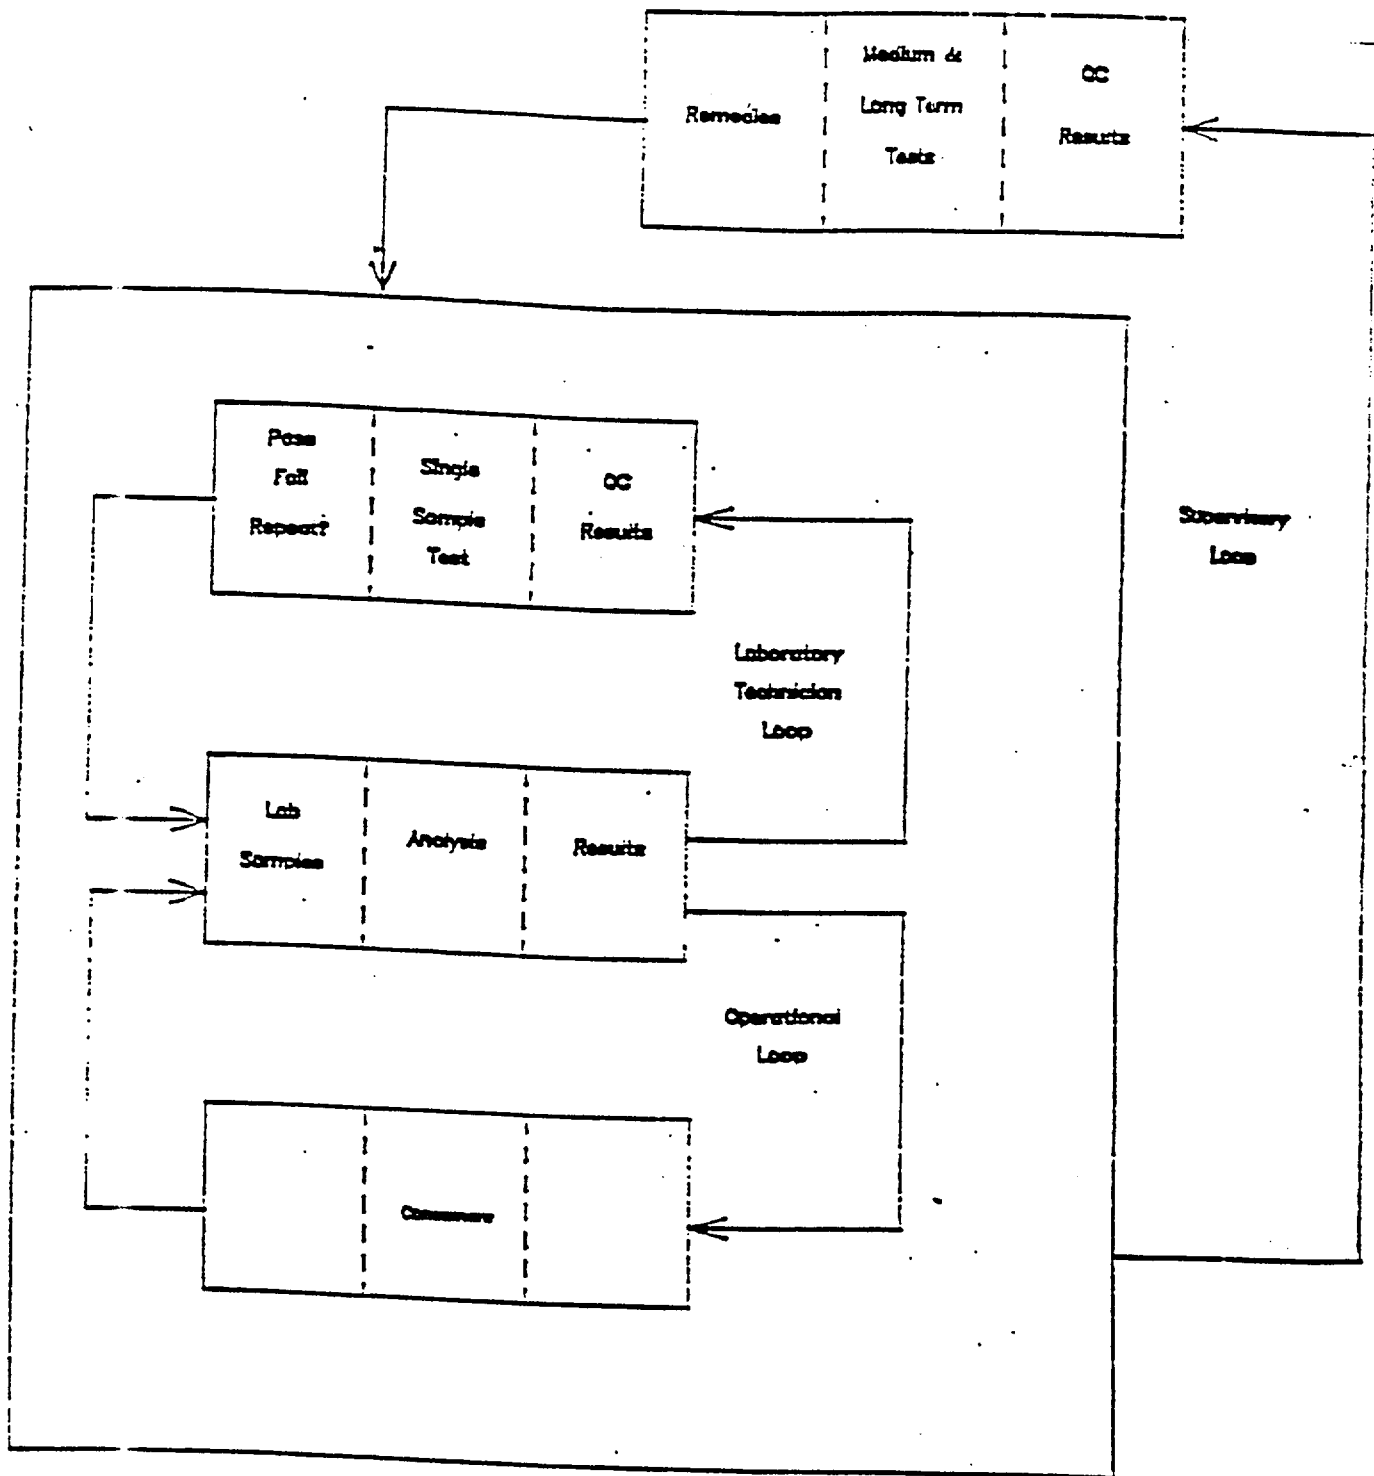 Remedies
Medium &
Long Term
Tests
QC
Results
Pass
Fail
Repeat?
Single
Sample
Test
QC
Results
Supervisory
Loop
Laboratory
Technician
Loop
Lab
Samples
Analysis
Results
Operational
Loop